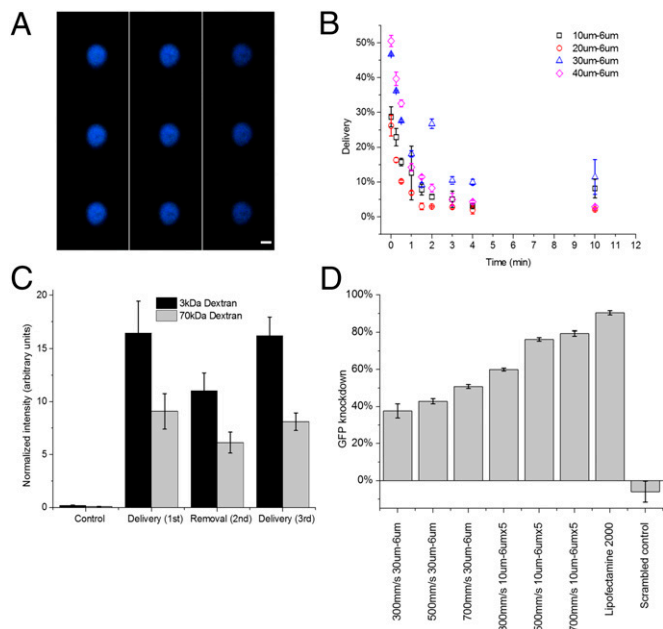 A
B
10um-6um
20um-6um
30um-6um
40um-6um
50%
40%
30%
20%
10%
0%
Delivery
0 1 2 3 4 5 6 7 8 9 10 11 12
Time (min)
C
3kDa Dextran
70kDa Dextran
20
15
10
5
0
Normalized intensity (arbitrary units)
Control Delivery (1st) Removal (2nd) Delivery (3rd)
D
100%
80%
60%
40%
20%
0%
GFP knockdown
300mm/s 30um-6um
500mm/s 30um-6um
700mm/s 30um-6um
300mm/s 10um-6umx5
500mm/s 10um-6umx5
700mm/s 10um-6umx5
Lipofectamine 2000
Scrambled control